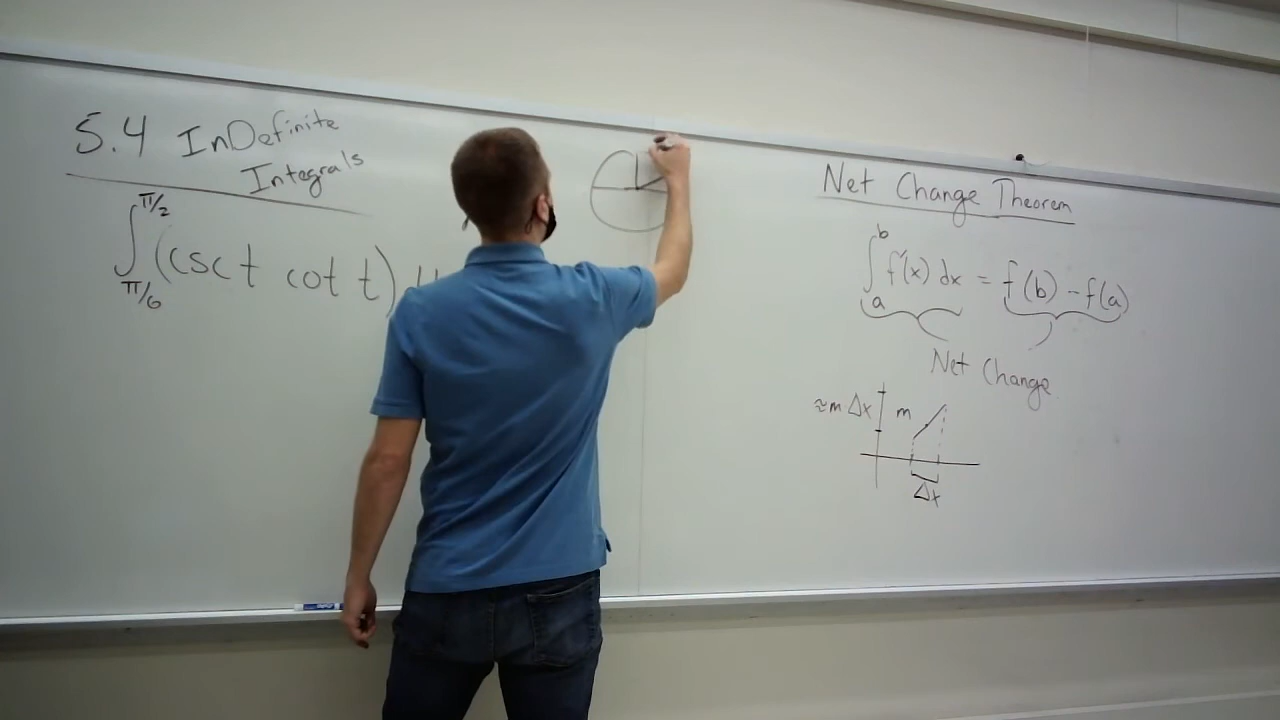 5.4 InDefinite
Integrals
π/2
∫ (csc t cot t)
π/6
Net Change Theorem
b
∫ f'(x) dx = f(b) - f(a)
a
Net Change
≈m Δx m
Δx